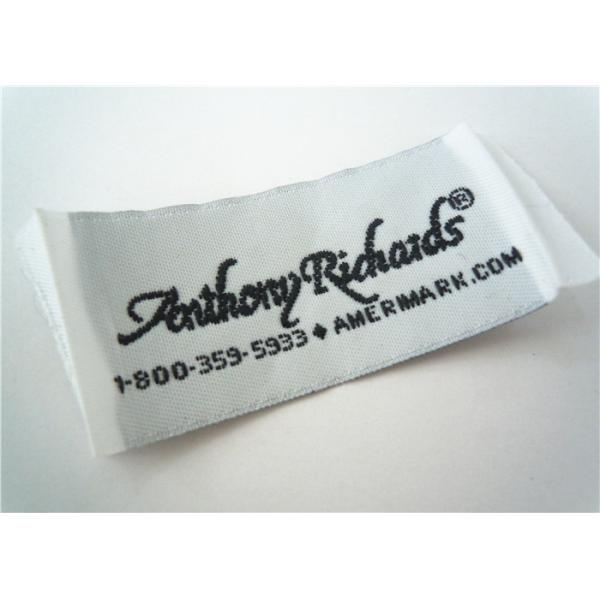 Anthony Richards®
1-800-359-5933 ♦ AMERMARK.COM